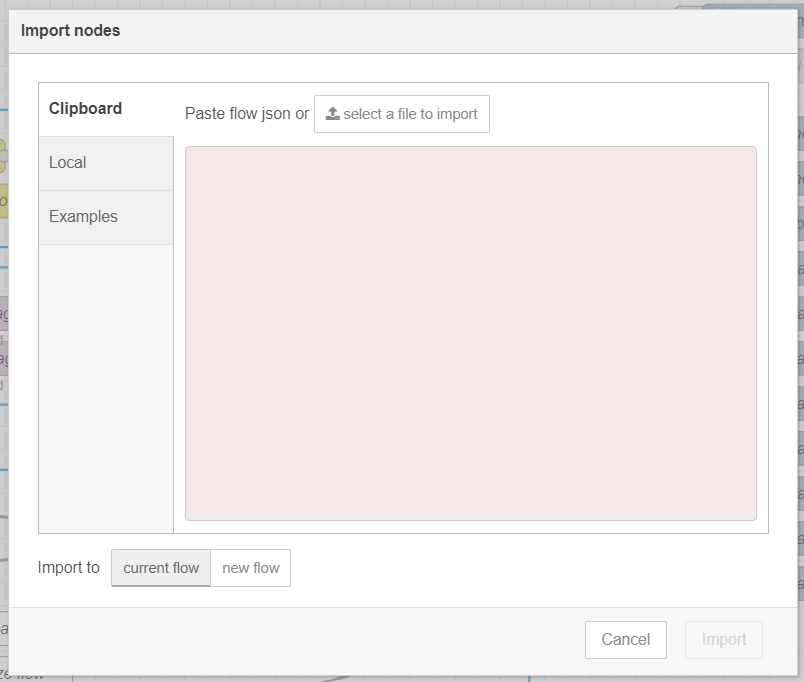 Import nodes
Clipboard
Paste flow json or select a file to import
Local
Examples
Import to current flow new flow
Cancel Import